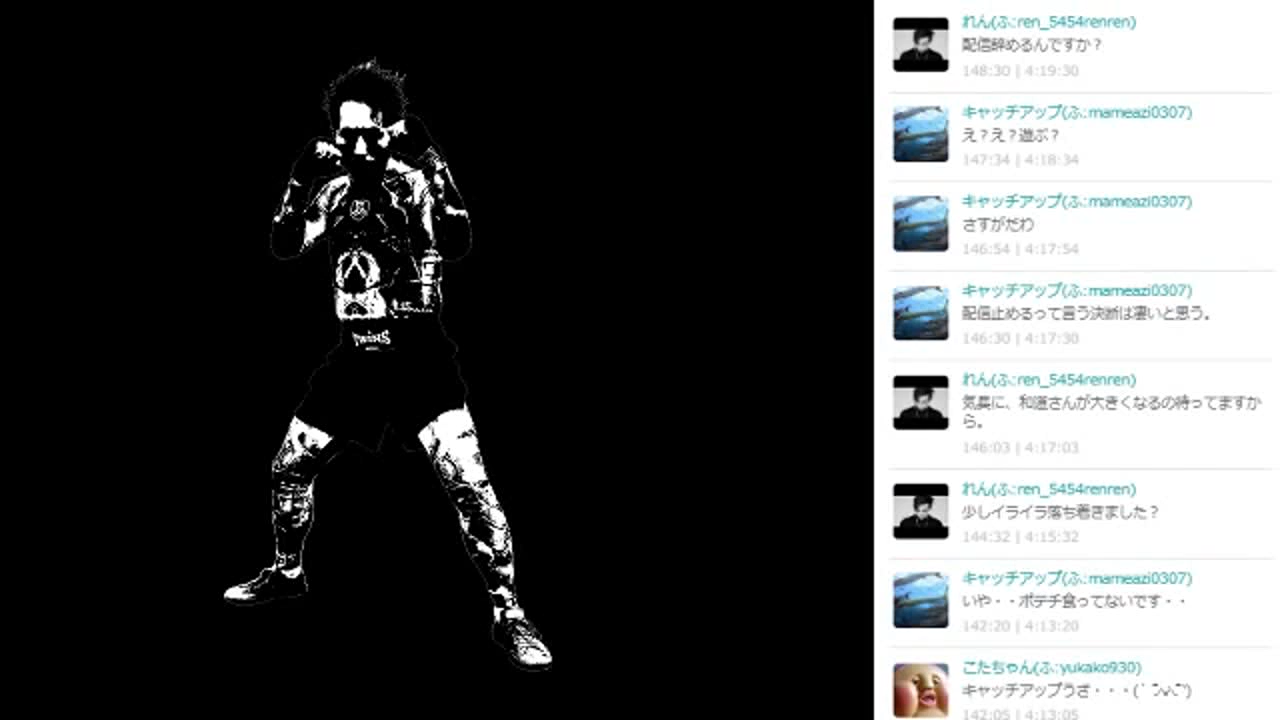 TWINS
れん(ふ:ren_5454renren)
配信辞めるんですか？
148:30 | 4:19:30
キャッチアップ(ふ:mameazi0307)
え？え？遊ぶ？
147:34 | 4:18:34
キャッチアップ(ふ:mameazi0307)
さすがだわ
146:54 | 4:17:54
キャッチアップ(ふ:mameazi0307)
配信止めるって言う決断は凄いと思う。
146:30 | 4:17:30
れん(ふ:ren_5454renren)
気長に、和道さんが大きくなるの待ってますか
ら。
146:03 | 4:17:03
れん(ふ:ren_5454renren)
少しイライラ落ち着きました？
144:32 | 4:15:32
キャッチアップ(ふ:mameazi0307)
いや・・ポテチ食ってないです・・
142:20 | 4:13:20
こたちゃん(ふ:yukako930)
キャッチアップうざ・・・
142:05 | 4:13:05